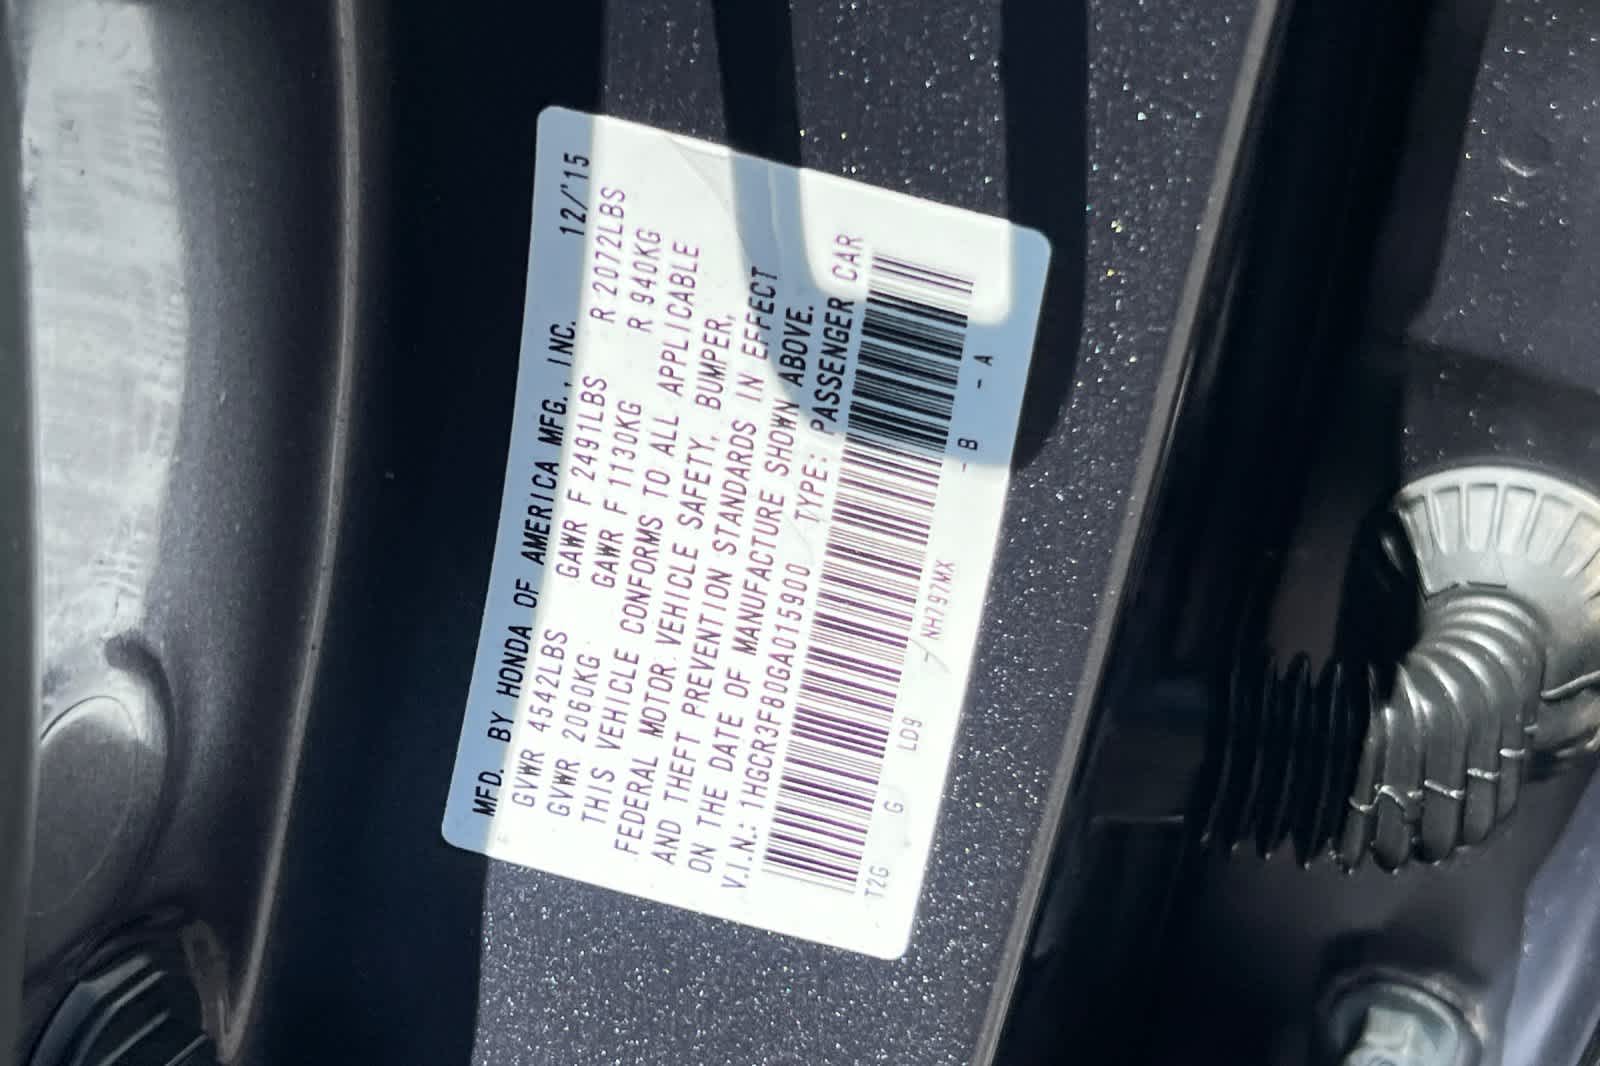 MFD. BY HONDA OF AMERICA MFG., INC. 12/'15
GVWR 4542LBS GAWR F 2491LBS R 2072LBS
GVWR 2060KG GAWR F 1130KG R 940KG
THIS VEHICLE CONFORMS TO ALL APPLICABLE
FEDERAL MOTOR VEHICLE SAFETY, BUMPER,
AND THEFT PREVENTION STANDARDS IN EFFECT
ON THE DATE OF MANUFACTURE SHOWN ABOVE.
V.I.N.: 1HGCR3F80GA015900 TYPE: PASSENGER CAR
T2G G LD9 NH797MX -B -A